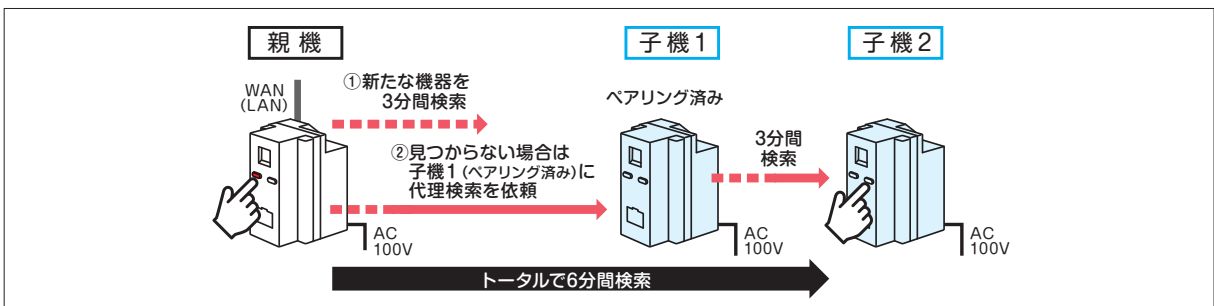 親機
子機1
子機2
WAN
(LAN)
①新たな機器を
3分間検索
ペアリング済み
②見つからない場合は
子機1(ペアリング済み)に
代理検索を依頼
3分間
検索
AC
100V
AC
100V
AC
100V
トータルで6分間検索